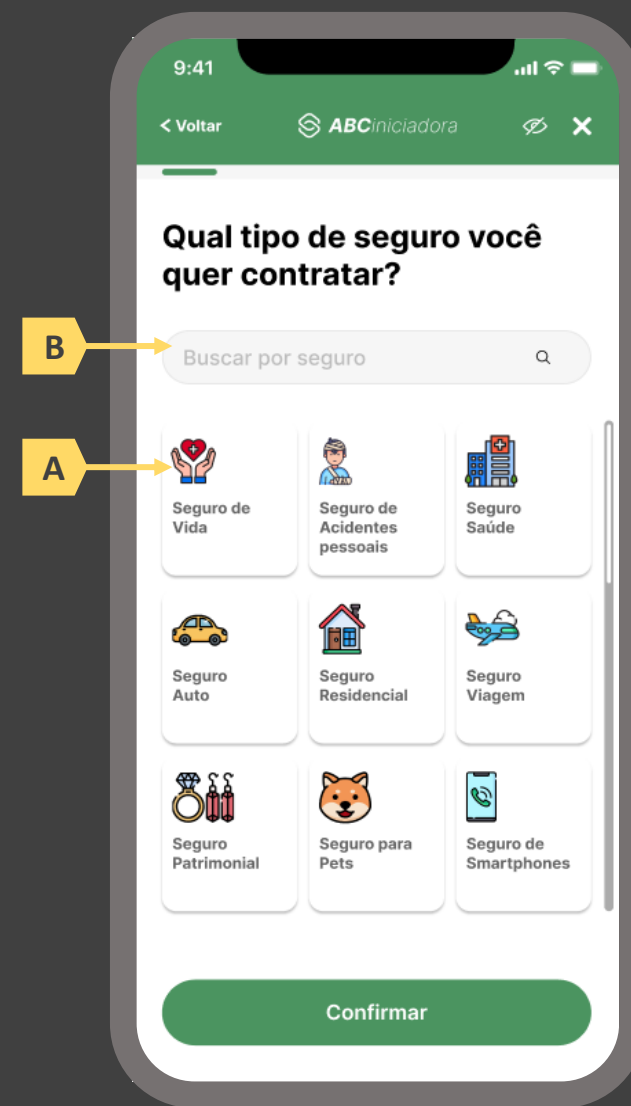 9:41
< Voltar
ABCiniciadora
Qual tipo de seguro você
quer contratar?
B
Buscar por seguro
A
Seguro de
Vida
Seguro de
Acidentes
pessoais
Seguro
Saúde
Seguro
Auto
Seguro
Residencial
Seguro
Viagem
Seguro
Patrimonial
Seguro para
Pets
Seguro de
Smartphones
Confirmar